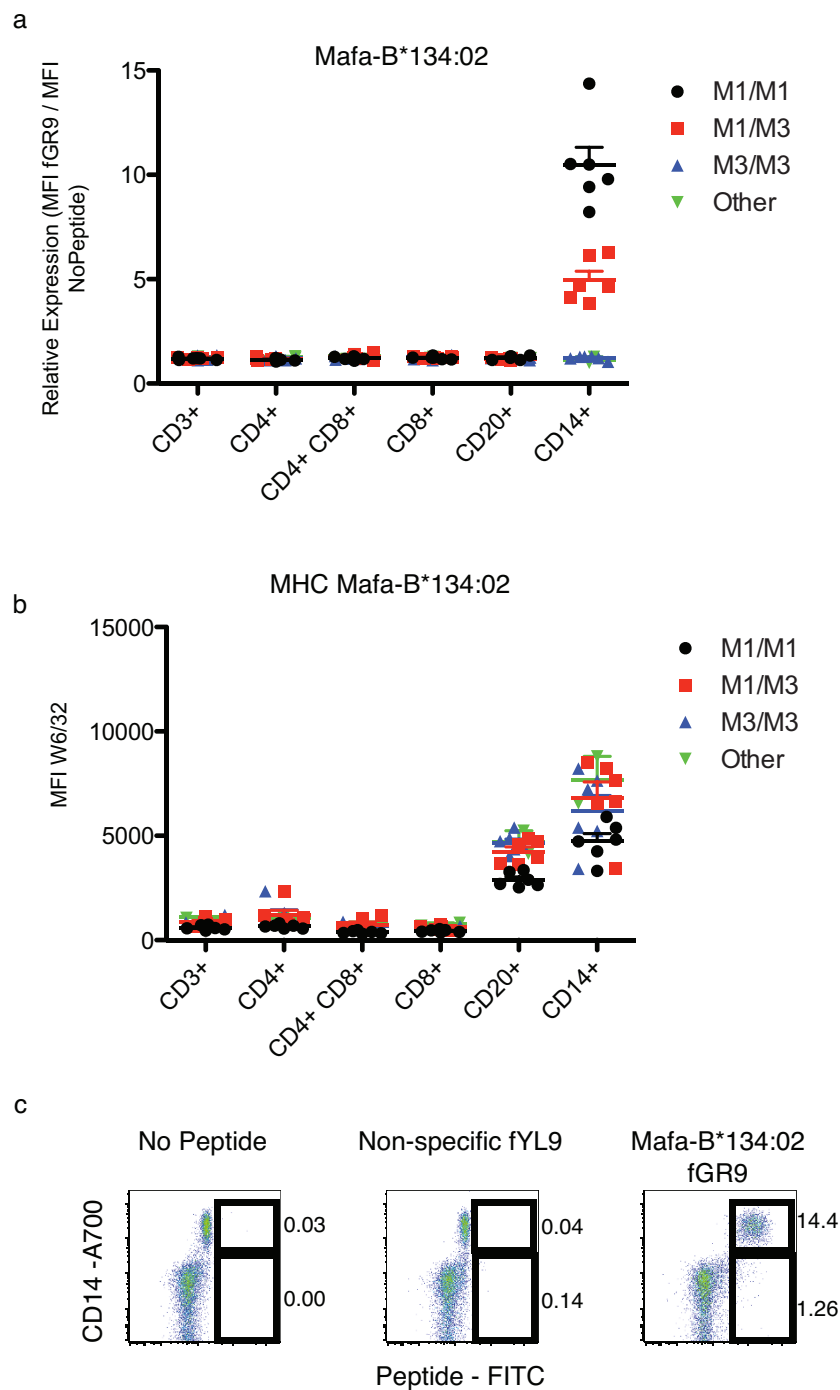 a
Mafa-B*134:02
Relative Expression (MFI fGR9 / MFI
NoPeptide)
15
10
5
0
CD3+
CD4+
CD4+ CD8+
CD8+
CD20+
CD14+
M1/M1
M1/M3
M3/M3
Other
b
MHC Mafa-B*134:02
MFI W6/32
15000
10000
5000
0
CD3+
CD4+
CD4+ CD8+
CD8+
CD20+
CD14+
M1/M1
M1/M3
M3/M3
Other
c
No Peptide
Non-specific fYL9
Mafa-B*134:02
fGR9
CD14 -A700
0.03
0.00
0.04
0.14
14.4
1.26
Peptide - FITC